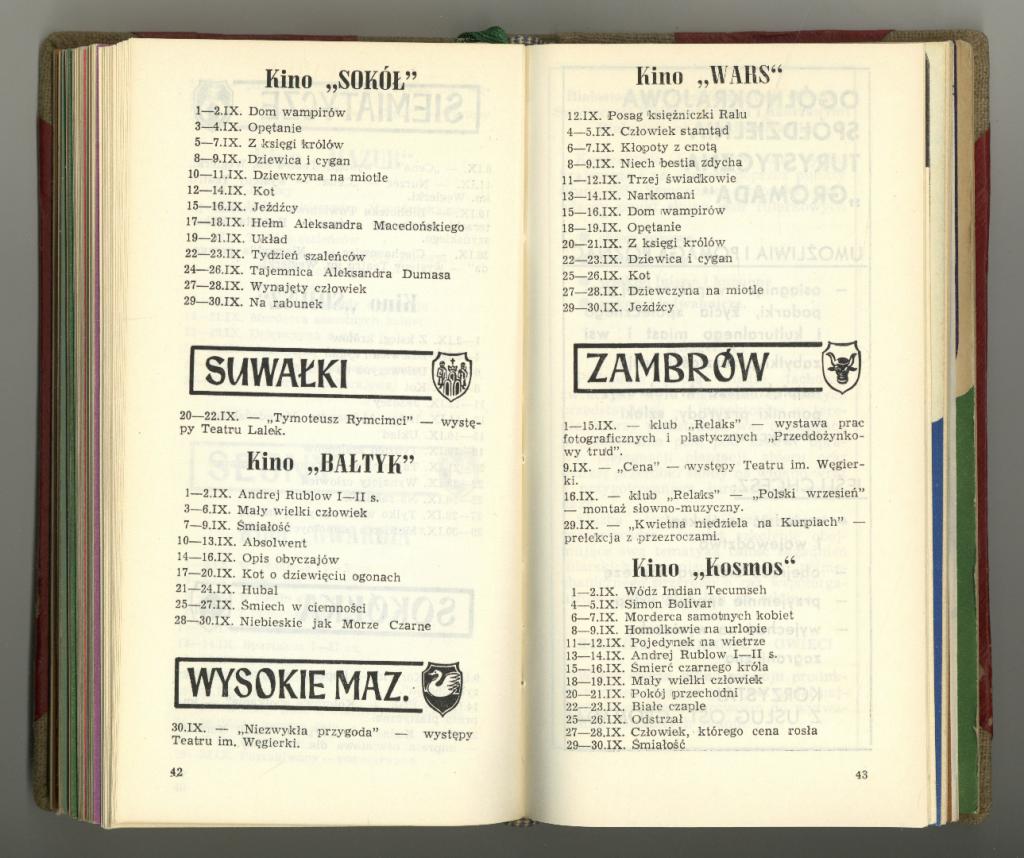 Kino „SOKÓŁ”
1—2.IX. Dom wampirów
3—4.IX. Opętanie
5—7.IX. Z księgi królów
8—9.IX. Dziewica i cygan
10—11.IX. Dziewczyna na miotle
12—14.IX. Kot
15—16.IX. Jeźdźcy
17—18.IX. Hełm Aleksandra Macedońskiego
19—21.IX. Układ
22—23.IX. Tydzień szaleńców
24—26.IX. Tajemnica Aleksandra Dumasa
27—28.IX. Wynajęty człowiek
29—30.IX. Na rabunek
SUWAŁKI
20—22.IX. — „Tymoteusz Rymcimci” — wystę-
py Teatru Lalek.
Kino „BAŁTYK”
1—2.IX. Andrej Rublow I—II s.
3—6.IX. Mały wielki człowiek
7—9.IX. Śmiałość
10—13.IX. Absolwent
14—16.IX. Opis obyczajów
17—20.IX. Kot o dziewięciu ogonach
21—24.IX. Hubal
25—27.IX. Śmiech w ciemności
28—30.IX. Niebieskie jak Morze Czarne
WYSOKIE MAZ.
30.IX. — „Niezwykła przygoda” — występy
Teatru im. Węgierki.
42
Kino „WARS“
12.IX. Posag księżniczki Ralu
4—5.IX. Człowiek stamtąd
6—7.IX. Kłopoty z cnotą
8—9.IX. Niech bestia zdycha
11—12.IX. Trzej świadkowie
13—14.IX. Narkomani
15—16.IX. Dom wampirów
18—19.IX. Opętanie
20—21.IX. Z księgi królów
22—23.IX. Dziewica i cygan
25—26.IX. Kot
27—28.IX. Dziewczyna na miotle
29—30.IX. Jeźdźcy
ZAMBRÓW
1—15.IX. — klub „Relaks” — wystawa prac
fotograficznych i plastycznych „Przeddożynko-
wy trud”.
9.IX. — „Cena” — występy Teatru im. Węgier-
ki.
16.IX. — klub „Relaks” — „Polski wrzesień”
— montaż słowno-muzyczny.
29.IX. — „Kwietna niedziela na Kurpiach” —
prelekcja z przezroczami.
Kino „Kosmos“
1—2.IX. Wódz Indian Tecumseh
4—5.IX. Simon Bolivar
6—7.IX. Morderca samotnych kobiet
8—9.IX. Homolkowie na urlopie
11—12.IX. Pojedynek na wietrze
13—14.IX. Andrej Rublow I—II s.
15—16.IX. Śmierć czarnego króla
18—19.IX. Mały wielki człowiek
20—21.IX. Pokój przechodni
22—23.IX. Białe czaple
25—26.IX. Odstrzał
27—28.IX. Człowiek, którego cena rosła
29—30.IX. Śmiałość
43